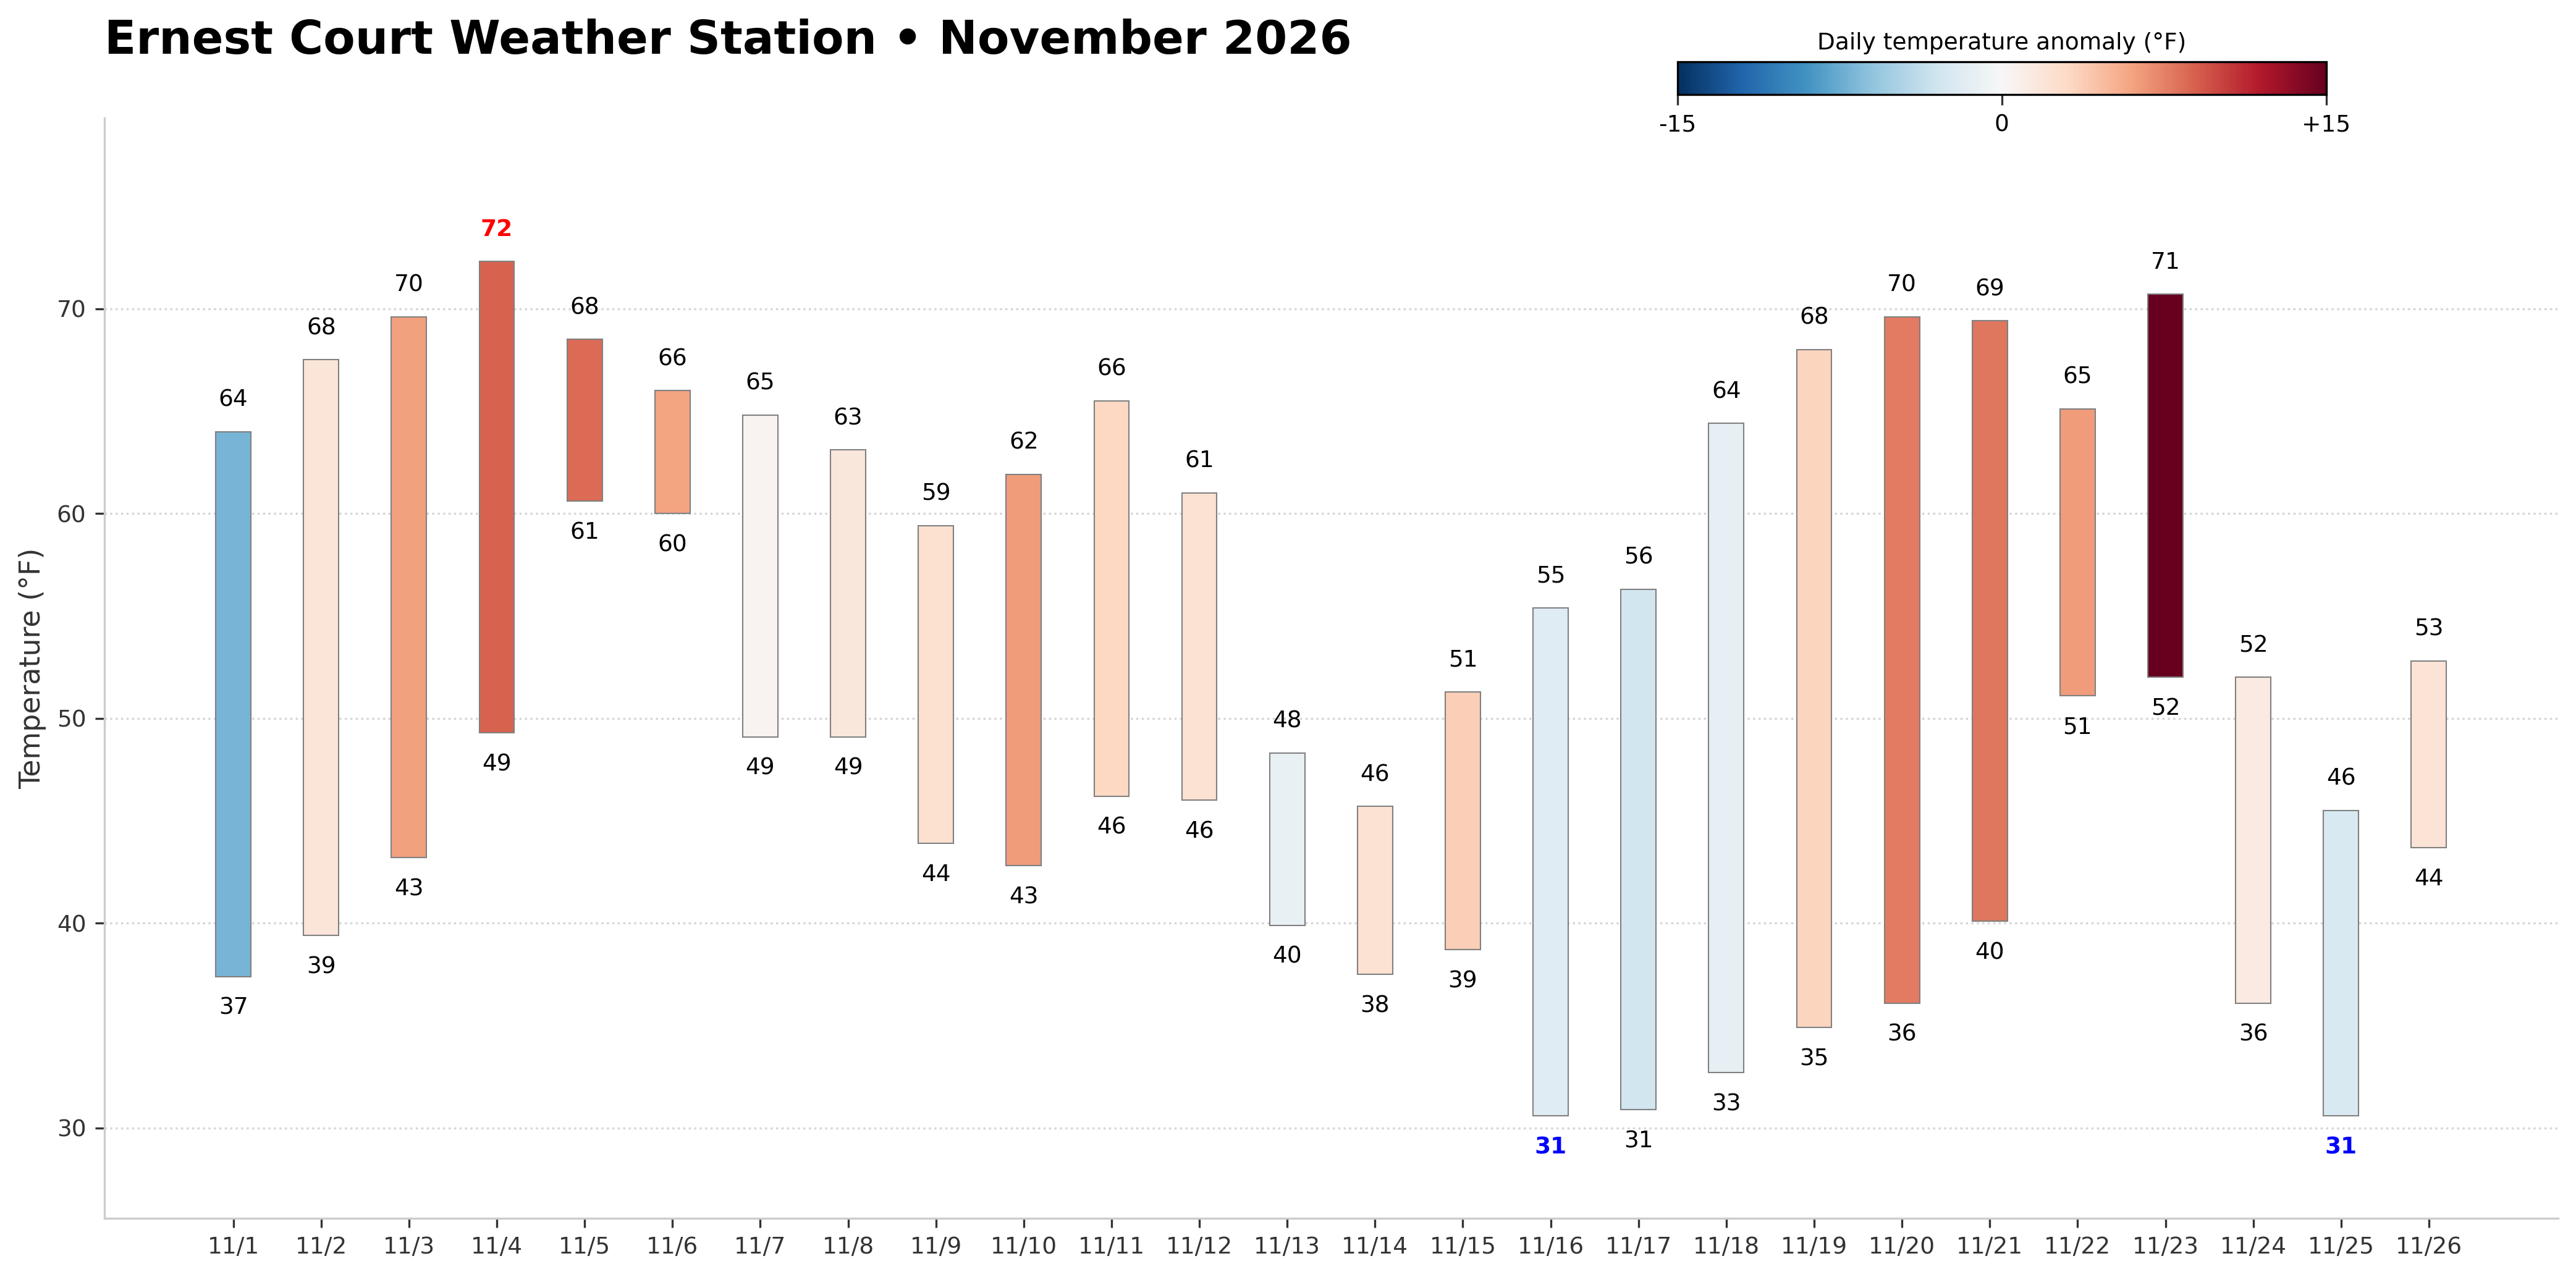 Ernest Court Weather Station • November 2026
Daily temperature anomaly (°F)
-15 0 +15
Temperature (°F)
70
60
50
40
30
64 68 70 72 68 66 65 63 59 62 66 61 48 46 51 55 56 64 68 70 69 65 71 52 46 53
37 39 43 49 61 60 49 49 44 43 46 46 40 38 39 31 31 33 35 36 40 51 52 36 31 44
11/1 11/2 11/3 11/4 11/5 11/6 11/7 11/8 11/9 11/10 11/11 11/12 11/13 11/14 11/15 11/16 11/17 11/18 11/19 11/20 11/21 11/22 11/23 11/24 11/25 11/26